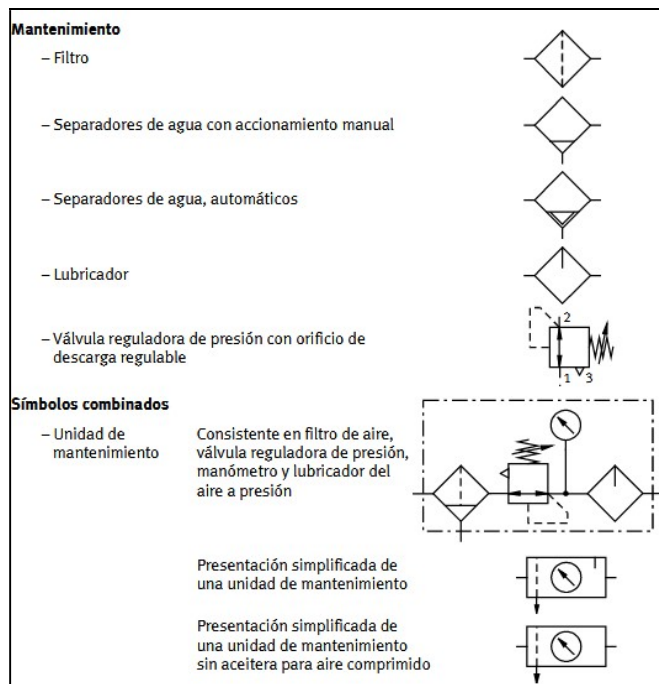 Mantenimiento
– Filtro
– Separadores de agua con accionamiento manual
– Separadores de agua, automáticos
– Lubricador
– Válvula reguladora de presión con orificio de
descarga regulable
2
1
3
Símbolos combinados
– Unidad de
mantenimiento
Consistente en filtro de aire,
válvula reguladora de presión,
manómetro y lubricador del
aire a presión
Presentación simplificada de
una unidad de mantenimiento
Presentación simplificada de
una unidad de mantenimiento
sin aceitera para aire comprimido